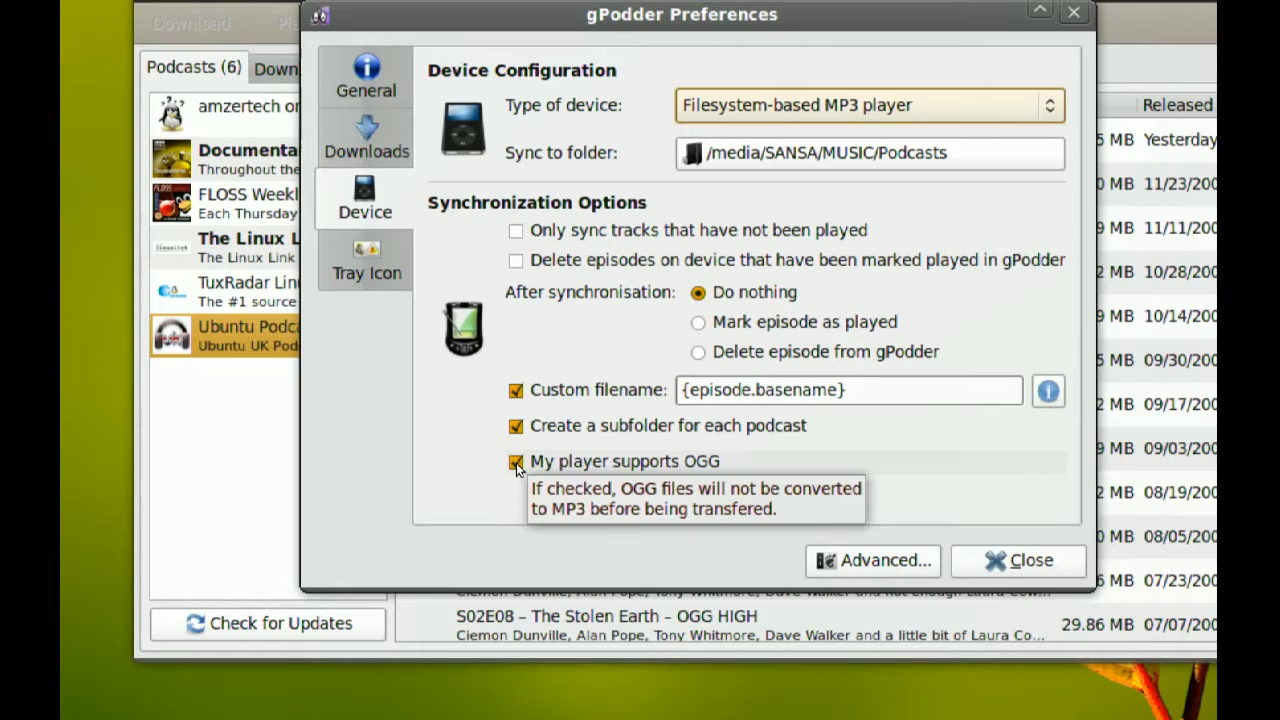 Download
gPodder Preferences
Podcasts (6)
Down
Released
amzertech on
Documenta
Throughout the
FLOSS Weekl
Each Thursday
The Linux L
The Linux Link
TuxRadar Linu
The #1 source
Ubuntu Podca
Ubuntu UK Pod
Check for Updates
General
Downloads
Device
Tray Icon
Device Configuration
Type of device:
Filesystem-based MP3 player
Sync to folder:
/media/SANSA/MUSIC/Podcasts
Synchronization Options
Only sync tracks that have not been played
Delete episodes on device that have been marked played in gPodder
After synchronisation:
Do nothing
Mark episode as played
Delete episode from gPodder
Custom filename:
{episode.basename}
Create a subfolder for each podcast
My player supports OGG
If checked, OGG files will not be converted
to MP3 before being transfered.
Advanced...
Close
5 MB Yesterday
0 MB 11/23/200
9 MB 11/11/200
2 MB 10/28/200
9 MB 10/14/200
5 MB 09/30/200
2 MB 09/17/200
9 MB 09/03/200
2 MB 08/19/200
0 MB 08/05/200
6 MB 07/23/200
S02E08 – The Stolen Earth – OGG HIGH
29.86 MB 07/07/200
Ciemon Dunville, Alan Pope, Tony Whitmore, Dave Walker and a little bit of Laura Co...